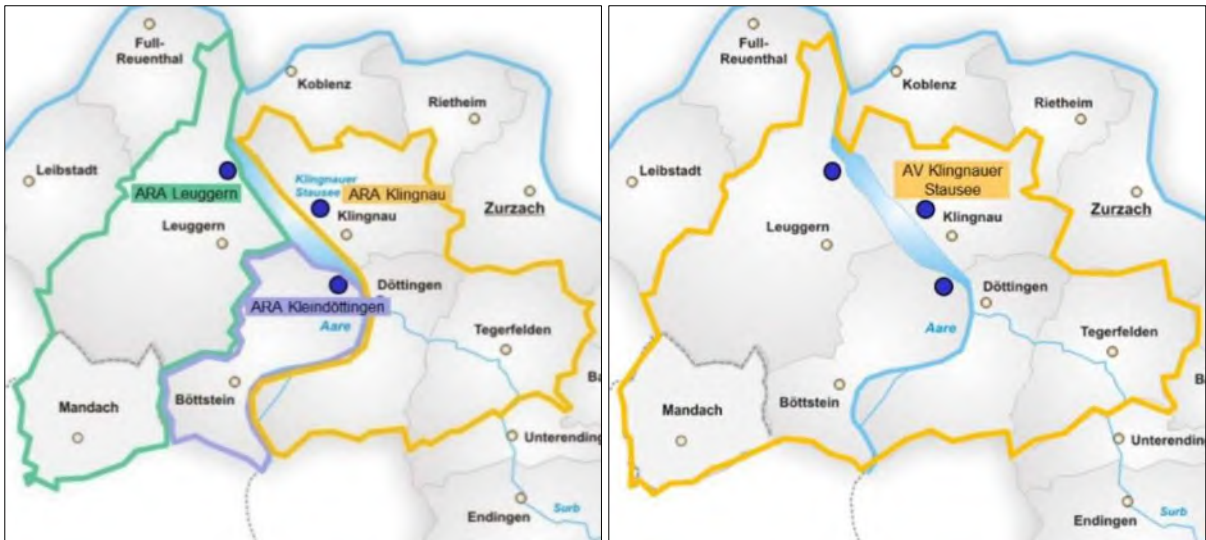 Full-
Reuenthal
Koblenz
Rietheim
Leibstadt
ARA Leuggern
Klingnauer
Stausee
ARA Klingnau
Zurzach
Klingnau
Leuggern
Döttingen
ARA Kleindöttingen
Aare
Tegerfelden
Ba
Böttstein
Mandach
Unterending
Endingen
Surb
Full-
Reuenthal
Koblenz
Rietheim
Leibstadt
AV Klingnauer
Stausee
Zurzach
Klingnau
Leuggern
Döttingen
Aare
Tegerfelden
B
Böttstein
Mandach
Unterending
Endingen
Surb